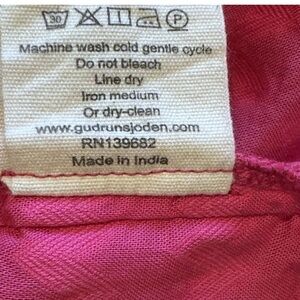 30 P
Machine wash cold gentle cycle
Do not bleach
Line dry
Iron medium
Or dry-clean
www.gudrunsjoden.com
RN139682
Made in India